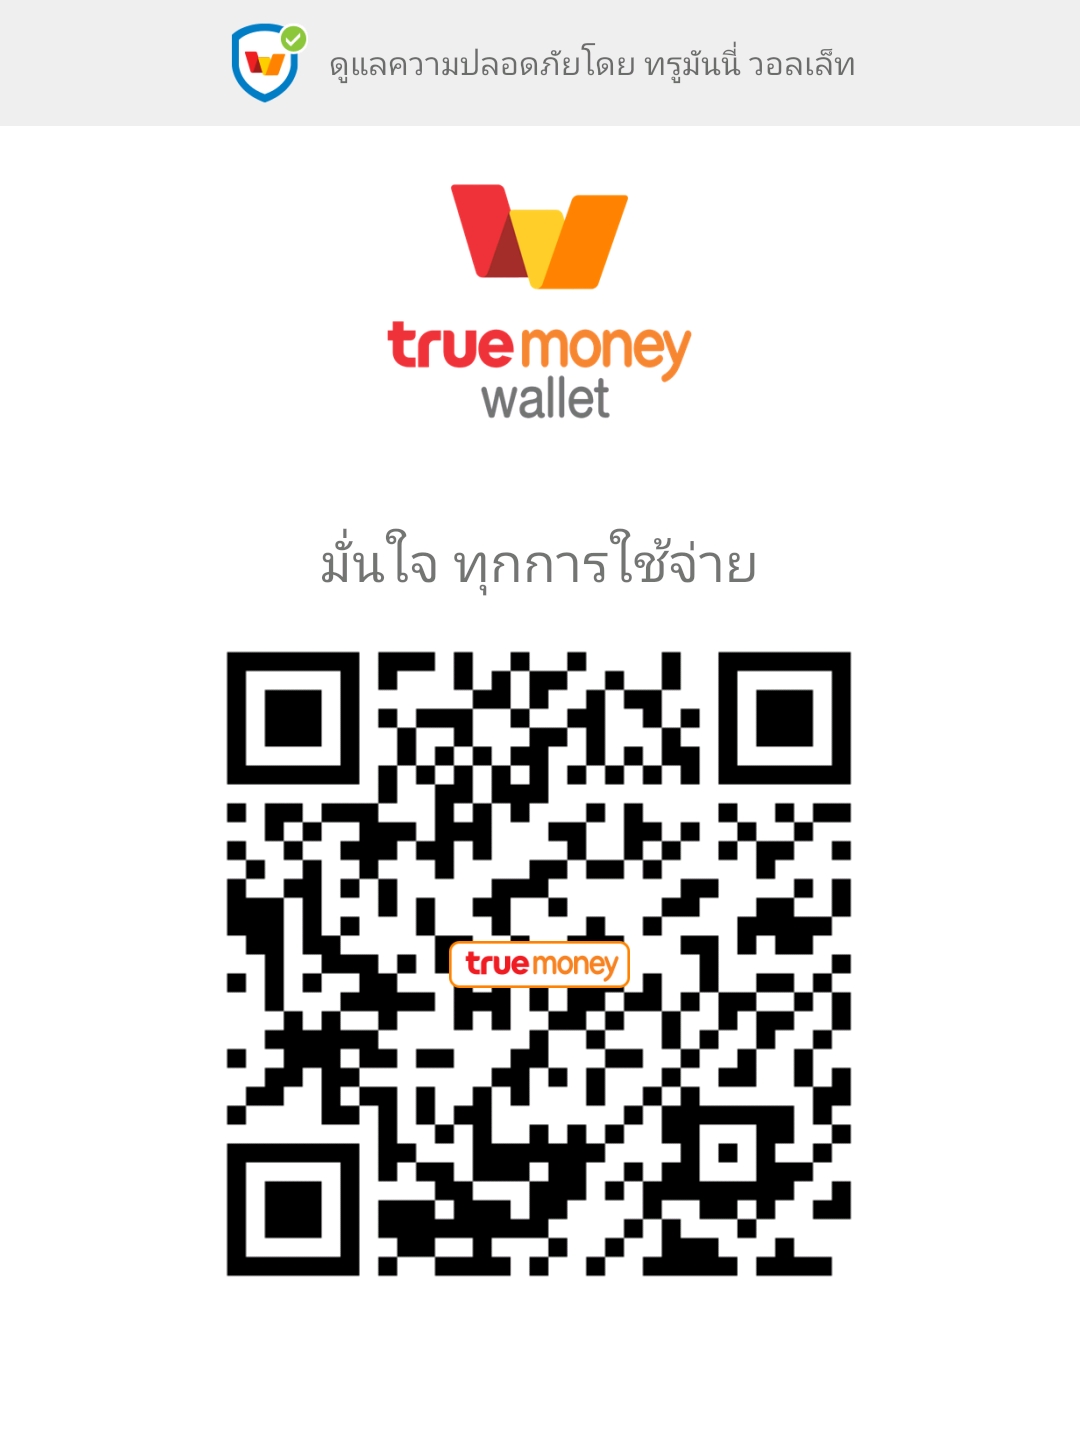 ดูแลความปลอดภัยโดย ทรูมันนี่ วอลเล็ท
truemoney
wallet
มั่นใจ ทุกการใช้จ่าย
truemoney